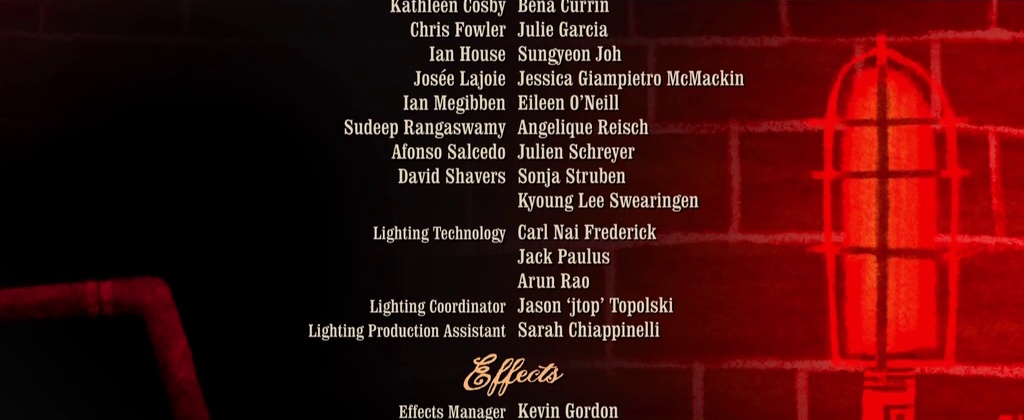 Kathleen Cosby Bena Currin
Chris Fowler Julie Garcia
Ian House Sungyeon Joh
Josée Lajoie Jessica Giampietro McMackin
Ian Megibben Eileen O’Neill
Sudeep Rangaswamy Angelique Reisch
Afonso Salcedo Julien Schreyer
David Shavers Sonja Struben
Kyoung Lee Swearingen
Lighting Technology Carl Nai Frederick
Jack Paulus
Arun Rao
Lighting Coordinator Jason ‘jtop’ Topolski
Lighting Production Assistant Sarah Chiappinelli
Effects
Effects Manager Kevin Gordon